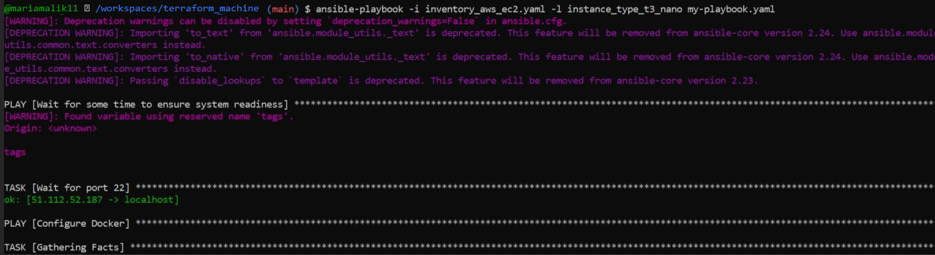 @mariamalik11 /workspaces/terraform_machine (main) $ ansible-playbook -i inventory_aws_ec2.yaml -l instance_type_t3_nano my-playbook.yaml
[WARNING]: Deprecation warnings can be disabled by setting `deprecation_warnings=False` in ansible.cfg.
[DEPRECATION WARNING]: Importing 'to_text' from 'ansible.module_utils._text' is deprecated. This feature will be removed from ansible-core version 2.24. Use ansible.modul
utils.common.text.converters instead.
[DEPRECATION WARNING]: Importing 'to_native' from 'ansible.module_utils._text' is deprecated. This feature will be removed from ansible-core version 2.24. Use ansible.mod
e_utils.common.text.converters instead.
[DEPRECATION WARNING]: Passing `disable_lookups` to `template` is deprecated. This feature will be removed from ansible-core version 2.23.
PLAY [Wait for some time to ensure system readiness] ****************************************************************************************************
[WARNING]: Found variable using reserved name 'tags'.
Origin: <unknown>
tags
TASK [Wait for port 22] ****************************************************************************************************
ok: [51.112.52.187 -> localhost]
PLAY [Configure Docker] ****************************************************************************************************
TASK [Gathering Facts] ****************************************************************************************************